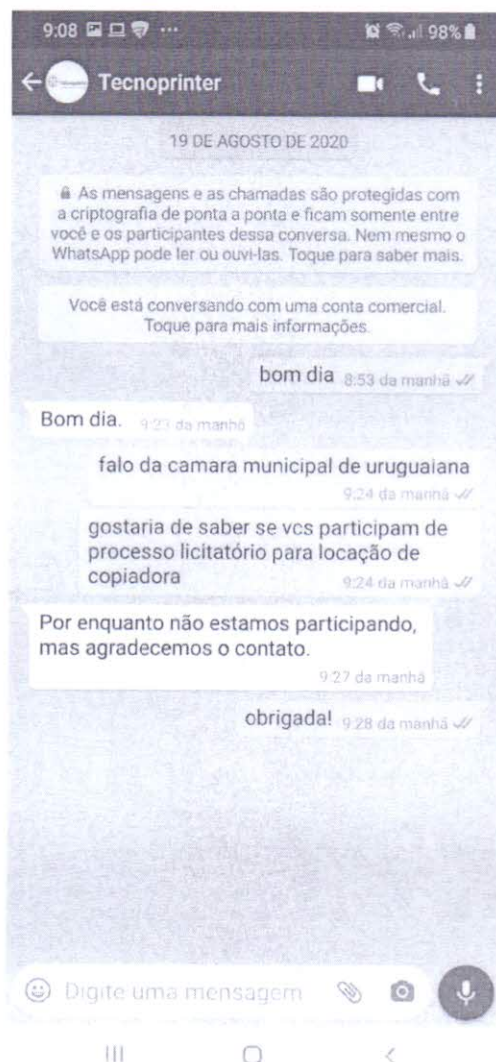 9:08 ... 98%
Tecnoprinter
19 DE AGOSTO DE 2020
As mensagens e as chamadas são protegidas com
a criptografia de ponta a ponta e ficam somente entre
você e os participantes dessa conversa. Nem mesmo o
WhatsApp pode ler ou ouvi-las. Toque para saber mais.
Você está conversando com uma conta comercial.
Toque para mais informações.
bom dia 8:53 da manhã
Bom dia. 9:23 da manhã
falo da camara municipal de uruguaiana
9:24 da manhã
gostaria de saber se vcs participam de
processo licitatório para locação de
copiadora 9:24 da manhã
Por enquanto não estamos participando,
mas agradecemos o contato.
9:27 da manhã
obrigada! 9:28 da manhã
Digite uma mensagem